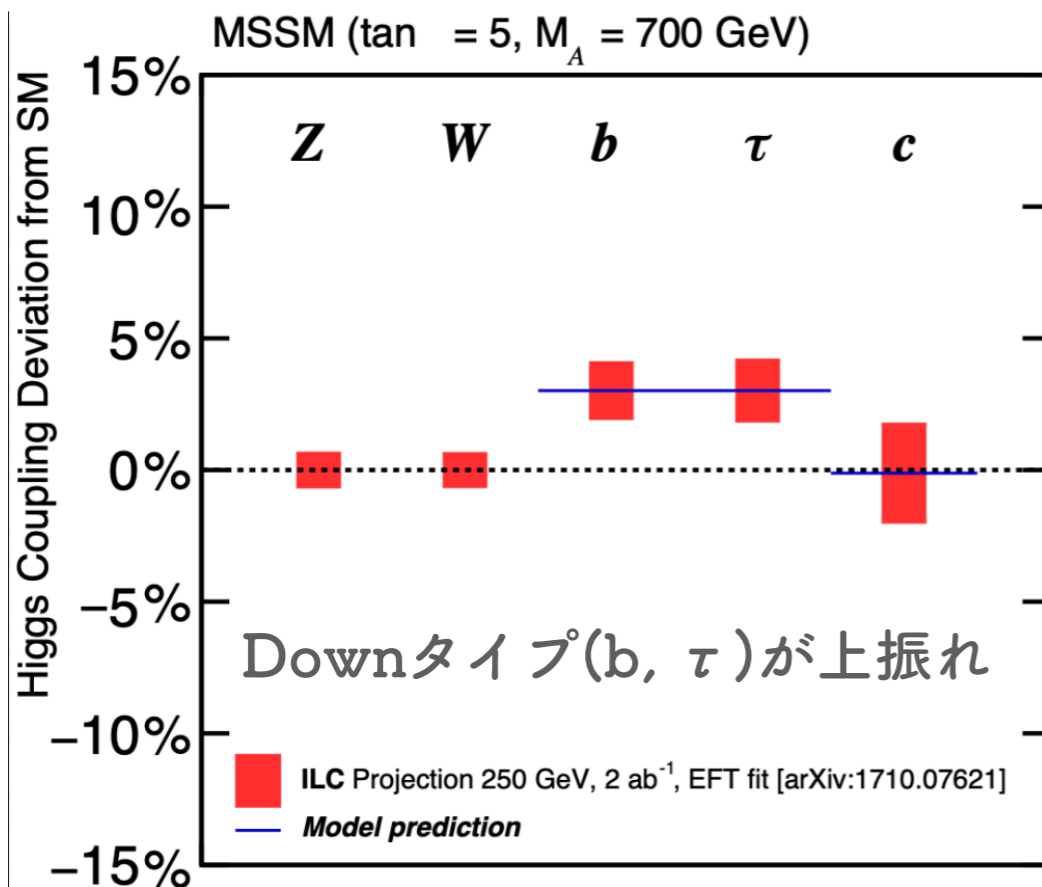 MSSM (tan = 5, M_A = 700 GeV)
Higgs Coupling Deviation from SM
15%
10%
5%
0%
−5%
−10%
−15%
Z W b τ c
Downタイプ(b, τ)が上振れ
ILC Projection 250 GeV, 2 ab⁻¹, EFT fit [arXiv:1710.07621]
Model prediction